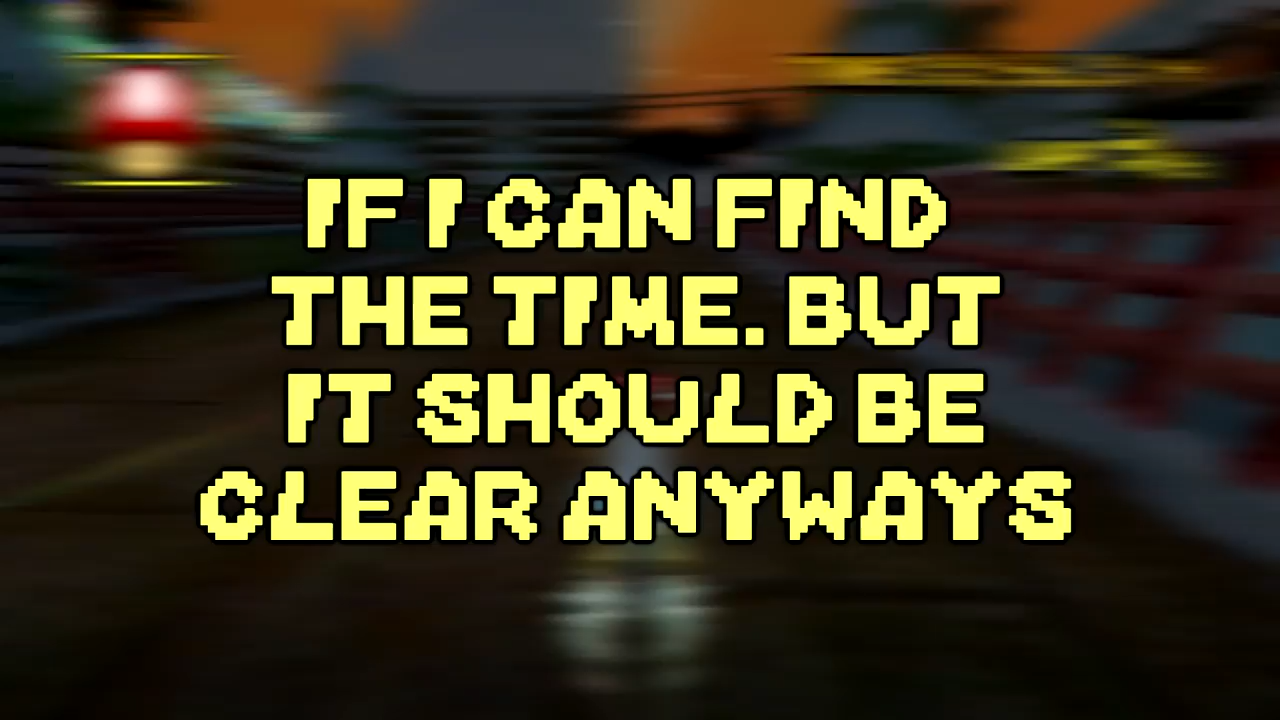 IF I CAN FIND
THE TIME. BUT
IT SHOULD BE
CLEAR ANYWAYS